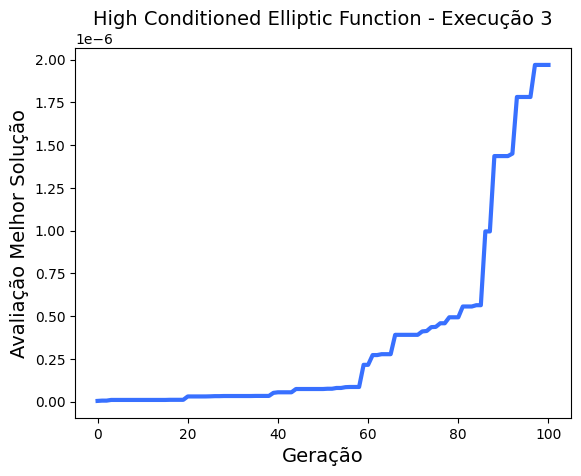 High Conditioned Elliptic Function - Execução 3
1e−6
2.00
1.75
1.50
1.25
1.00
0.75
0.50
0.25
0.00
Avaliação Melhor Solução
0 20 40 60 80 100
Geração